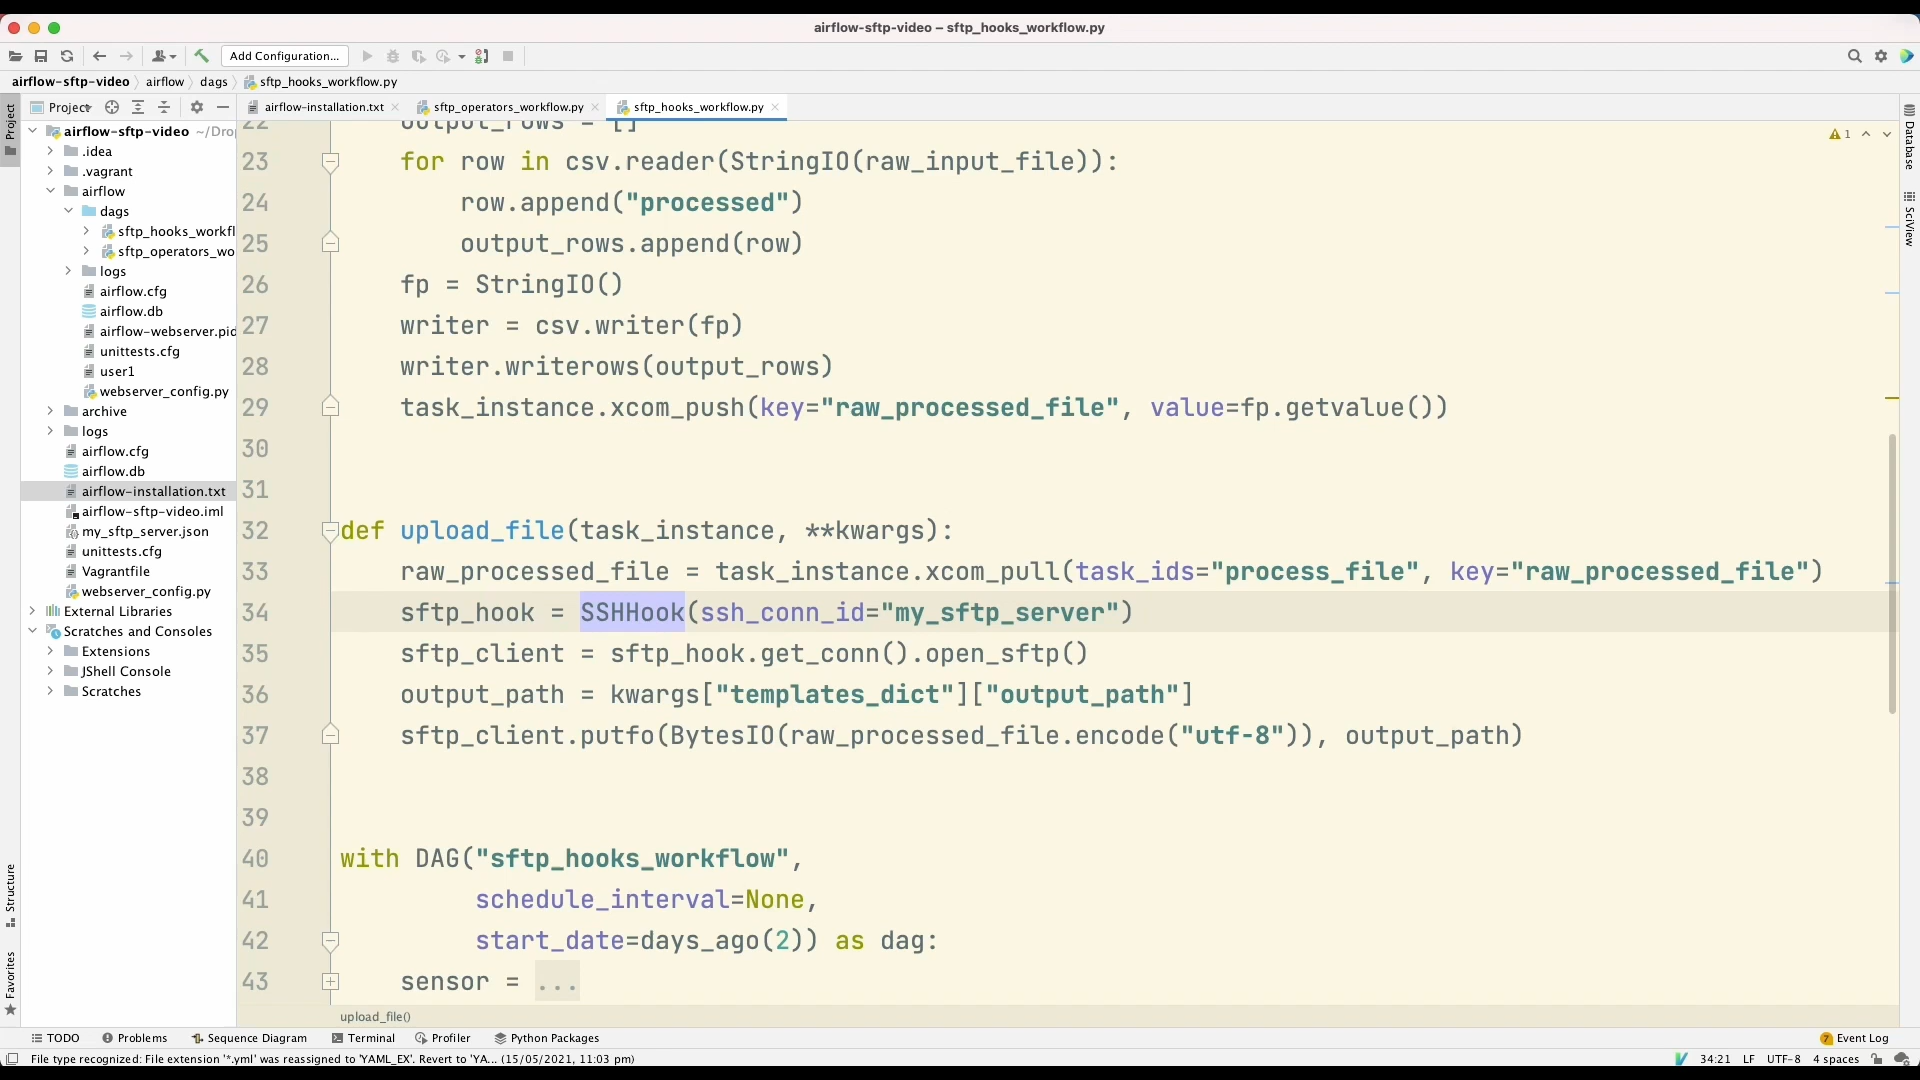 airflow-sftp-video – sftp_hooks_workflow.py
Add Configuration...
airflow-sftp-video airflow dags sftp_hooks_workflow.py
Project
airflow-installation.txt
sftp_operators_workflow.py
sftp_hooks_workflow.py
Project
airflow-sftp-video ~/Dro
.idea
.vagrant
airflow
dags
sftp_hooks_workfl
sftp_operators_wo
logs
airflow.cfg
airflow.db
airflow-webserver.pid
unittests.cfg
user1
webserver_config.py
archive
logs
airflow.cfg
airflow.db
airflow-installation.txt
airflow-sftp-video.iml
my_sftp_server.json
unittests.cfg
Vagrantfile
webserver_config.py
External Libraries
Scratches and Consoles
Extensions
JShell Console
Scratches
Structure
Favorites
22 output_rows = []
23 for row in csv.reader(StringIO(raw_input_file)):
24 row.append("processed")
25 output_rows.append(row)
26 fp = StringIO()
27 writer = csv.writer(fp)
28 writer.writerows(output_rows)
29 task_instance.xcom_push(key="raw_processed_file", value=fp.getvalue())
30
31
32 def upload_file(task_instance, **kwargs):
33 raw_processed_file = task_instance.xcom_pull(task_ids="process_file", key="raw_processed_file")
34 sftp_hook = SSHHook(ssh_conn_id="my_sftp_server")
35 sftp_client = sftp_hook.get_conn().open_sftp()
36 output_path = kwargs["templates_dict"]["output_path"]
37 sftp_client.putfo(BytesIO(raw_processed_file.encode("utf-8")), output_path)
38
39
40 with DAG("sftp_hooks_workflow",
41 schedule_interval=None,
42 start_date=days_ago(2)) as dag:
43 sensor = ...
1
Database
SciView
upload_file()
TODO Problems Sequence Diagram Terminal Profiler Python Packages 7 Event Log
File type recognized: File extension '*.yml' was reassigned to 'YAML_EX'. Revert to 'YA... (15/05/2021, 11:03 pm) 34:21 LF UTF-8 4 spaces